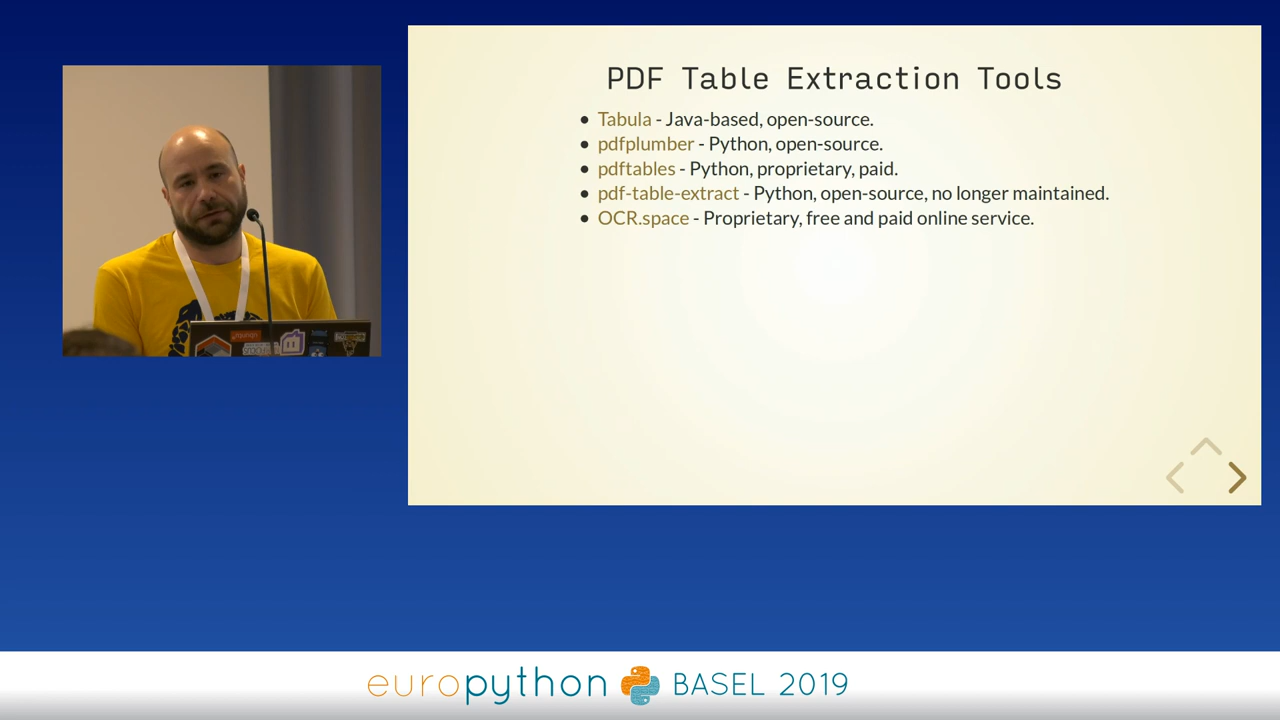 PDF Table Extraction Tools
• Tabula - Java-based, open-source.
• pdfplumber - Python, open-source.
• pdftables - Python, proprietary, paid.
• pdf-table-extract - Python, open-source, no longer maintained.
• OCR.space - Proprietary, free and paid online service.
europython BASEL 2019